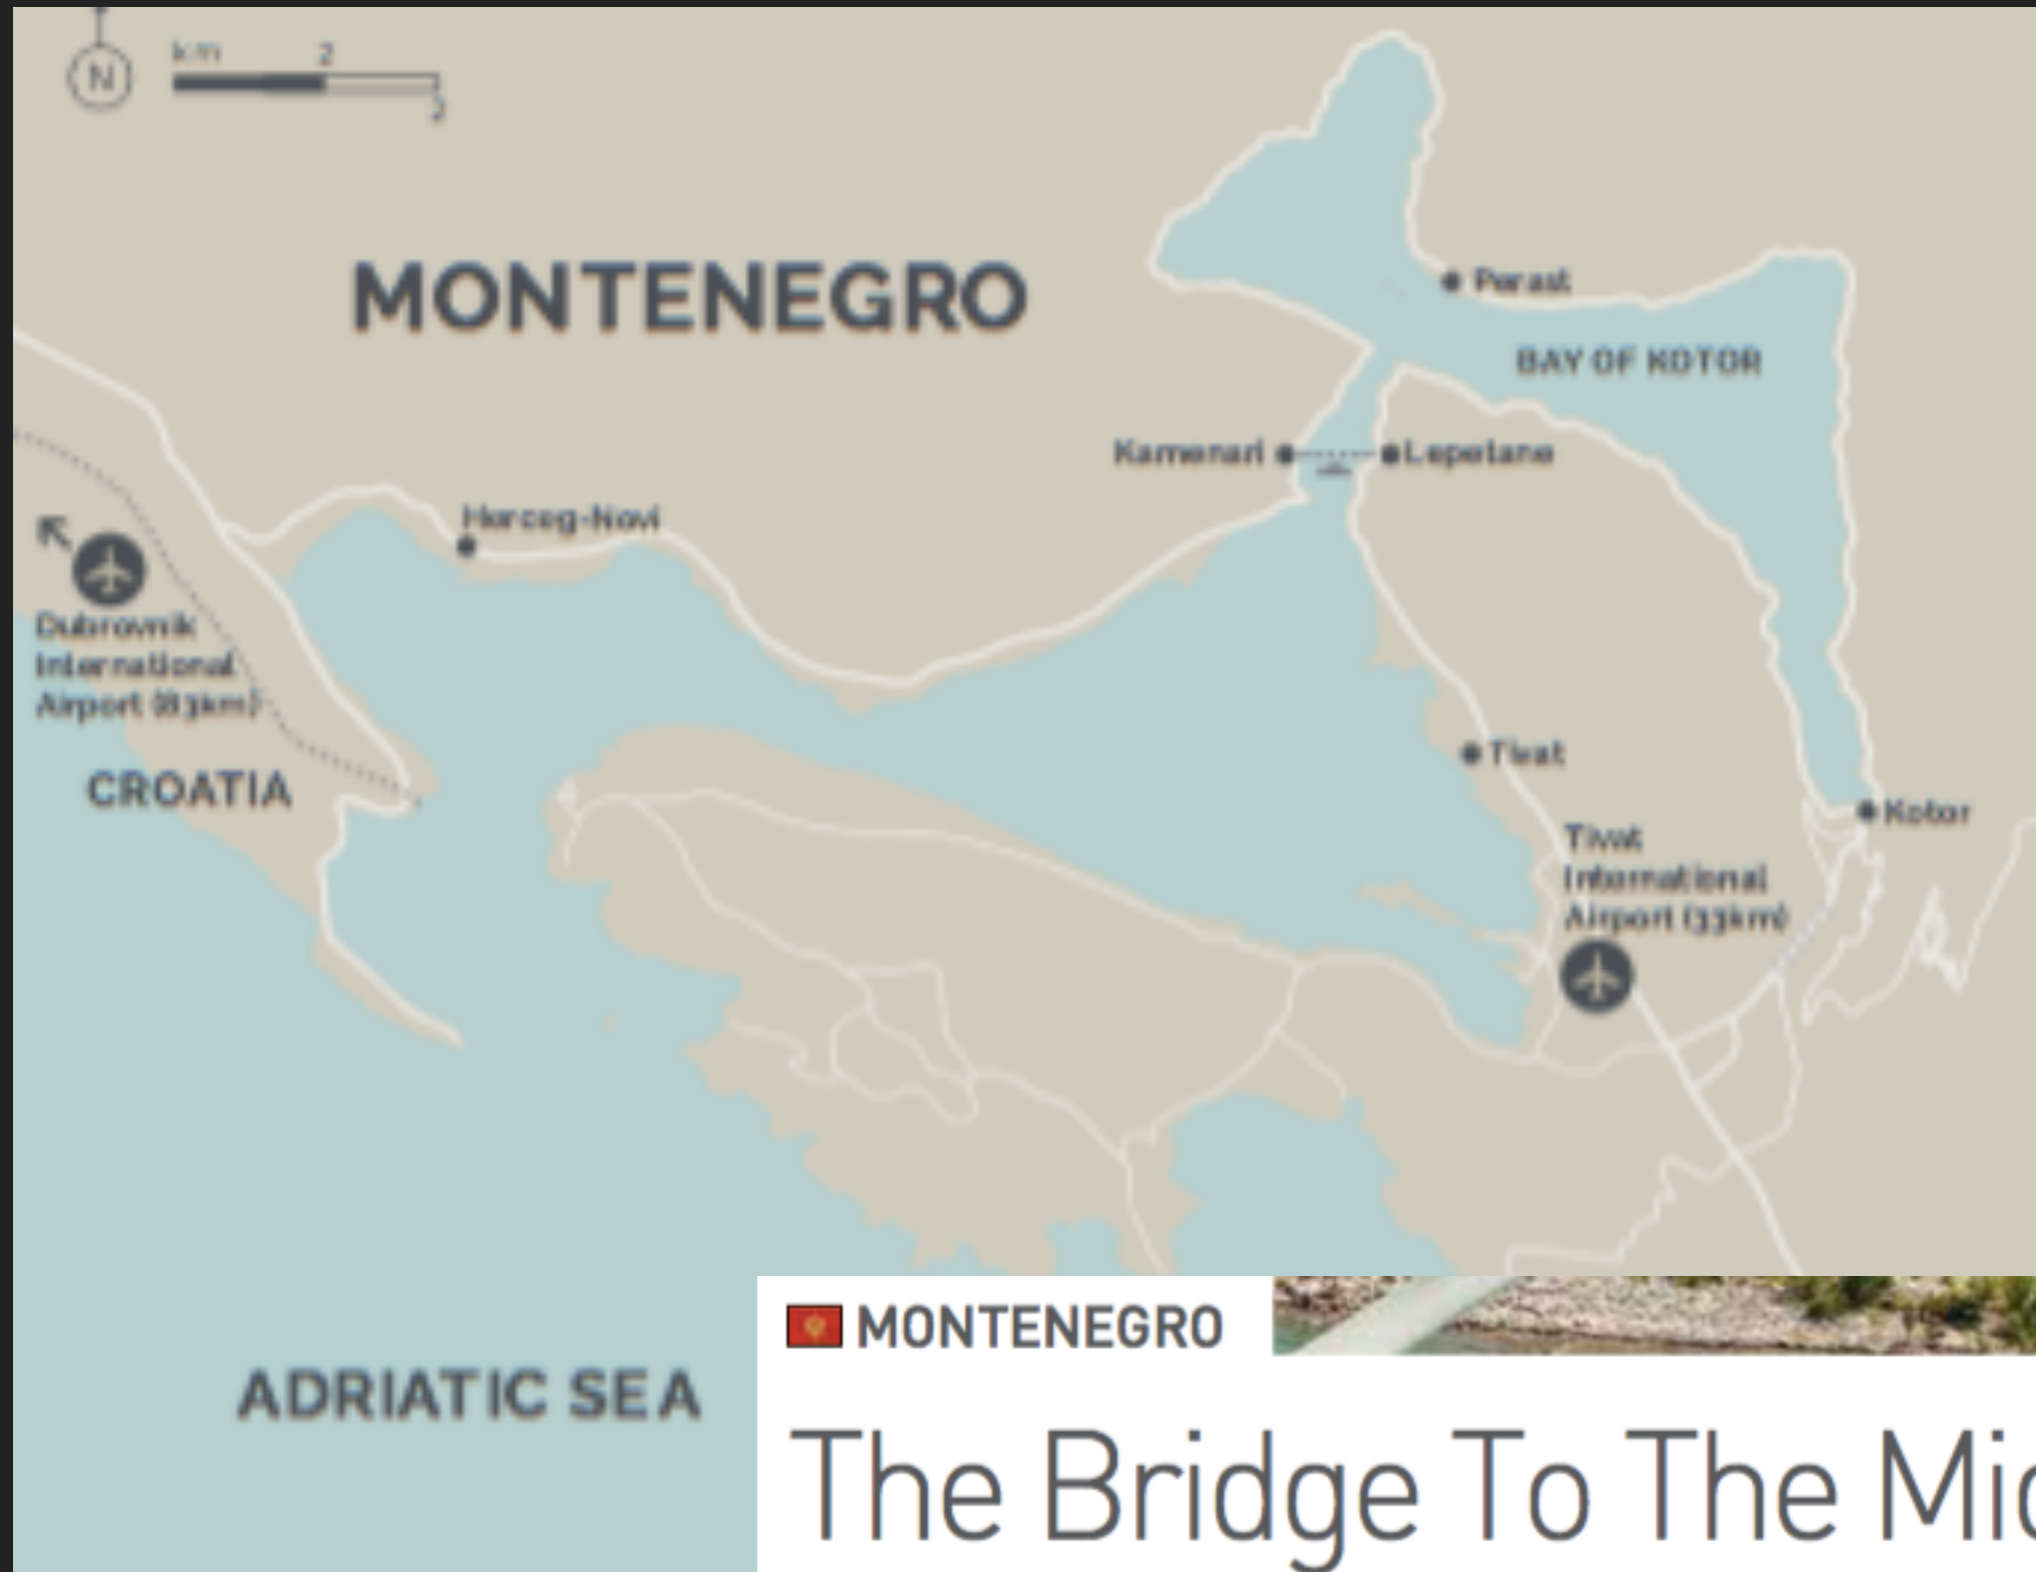 N
km 2
MONTENEGRO
Perast
BAY OF KOTOR
Kamenari
Lepetane
Herceg-Novi
Dubrovnik
International
Airport (83km)
CROATIA
Tivat
Kotor
Tivat
International
Airport (33km)
ADRIATIC SEA
MONTENEGRO
The Bridge To The